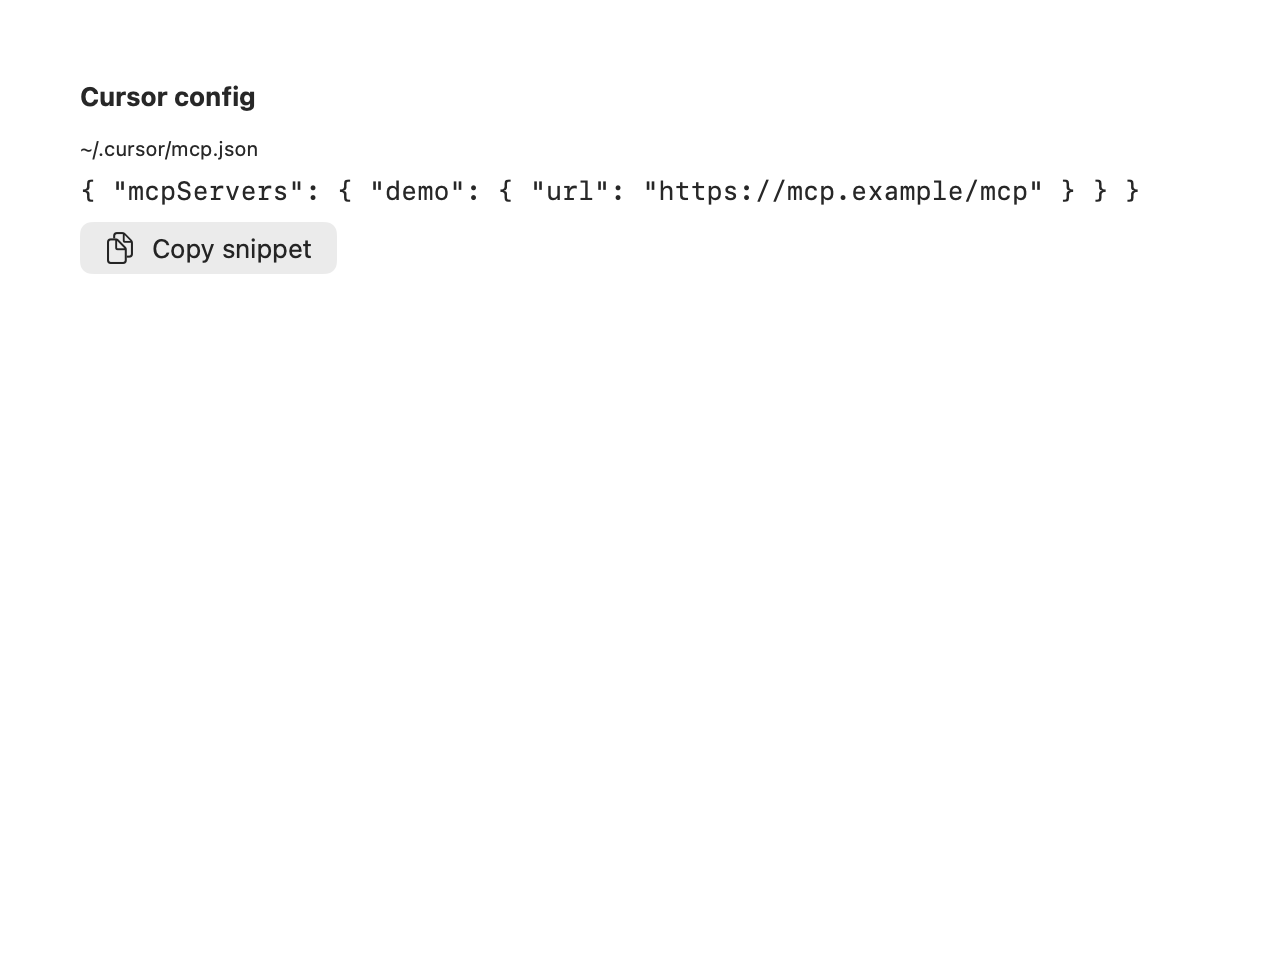 Cursor config
~/.cursor/mcp.json
{ "mcpServers": { "demo": { "url": "https://mcp.example/mcp" } } }
Copy snippet